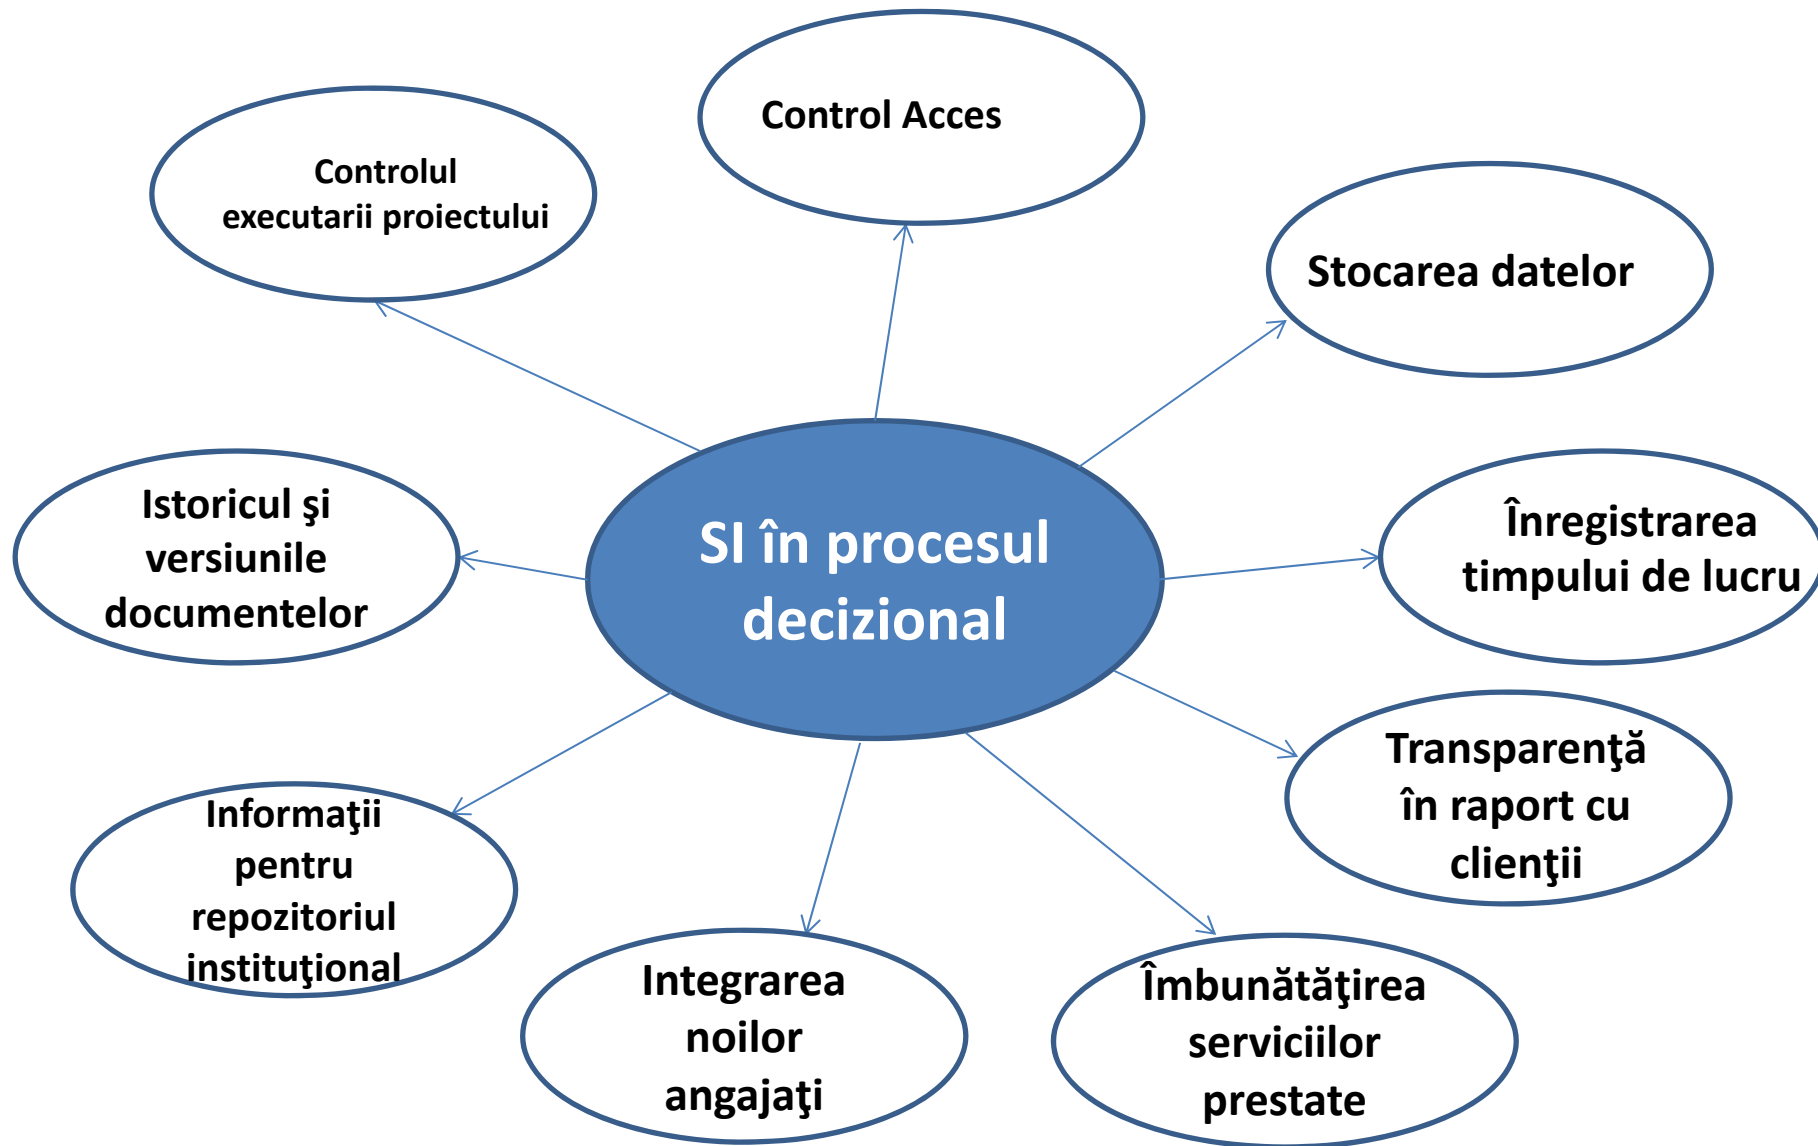 Control Acces
Controlul
executarii proiectului
Stocarea datelor
Istoricul şi
versiunile
documentelor
SI în procesul
decizional
Înregistrarea
timpului de lucru
Transparenţă
în raport cu
clienţii
Informaţii
pentru
repozitoriul
instituţional
Integrarea
noilor
angajaţi
Îmbunătăţirea
serviciilor
prestate